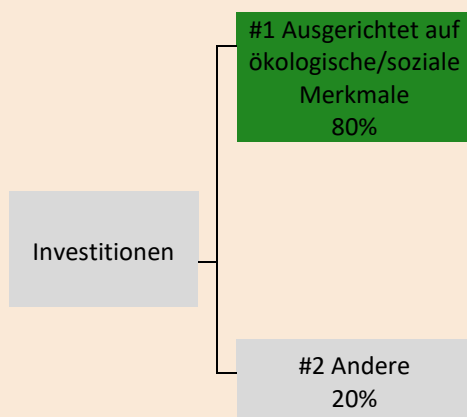 #1 Ausgerichtet auf
ökologische/soziale
Merkmale
80%
Investitionen
#2 Andere
20%